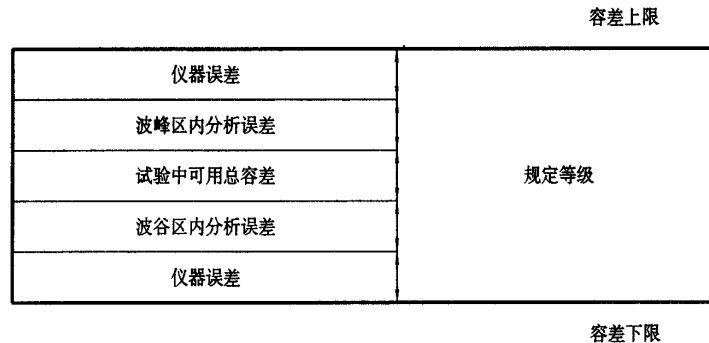 容差上限
仪器误差
波峰区内分析误差
试验中可用总容差
规定等级
波谷区内分析误差
仪器误差
容差下限